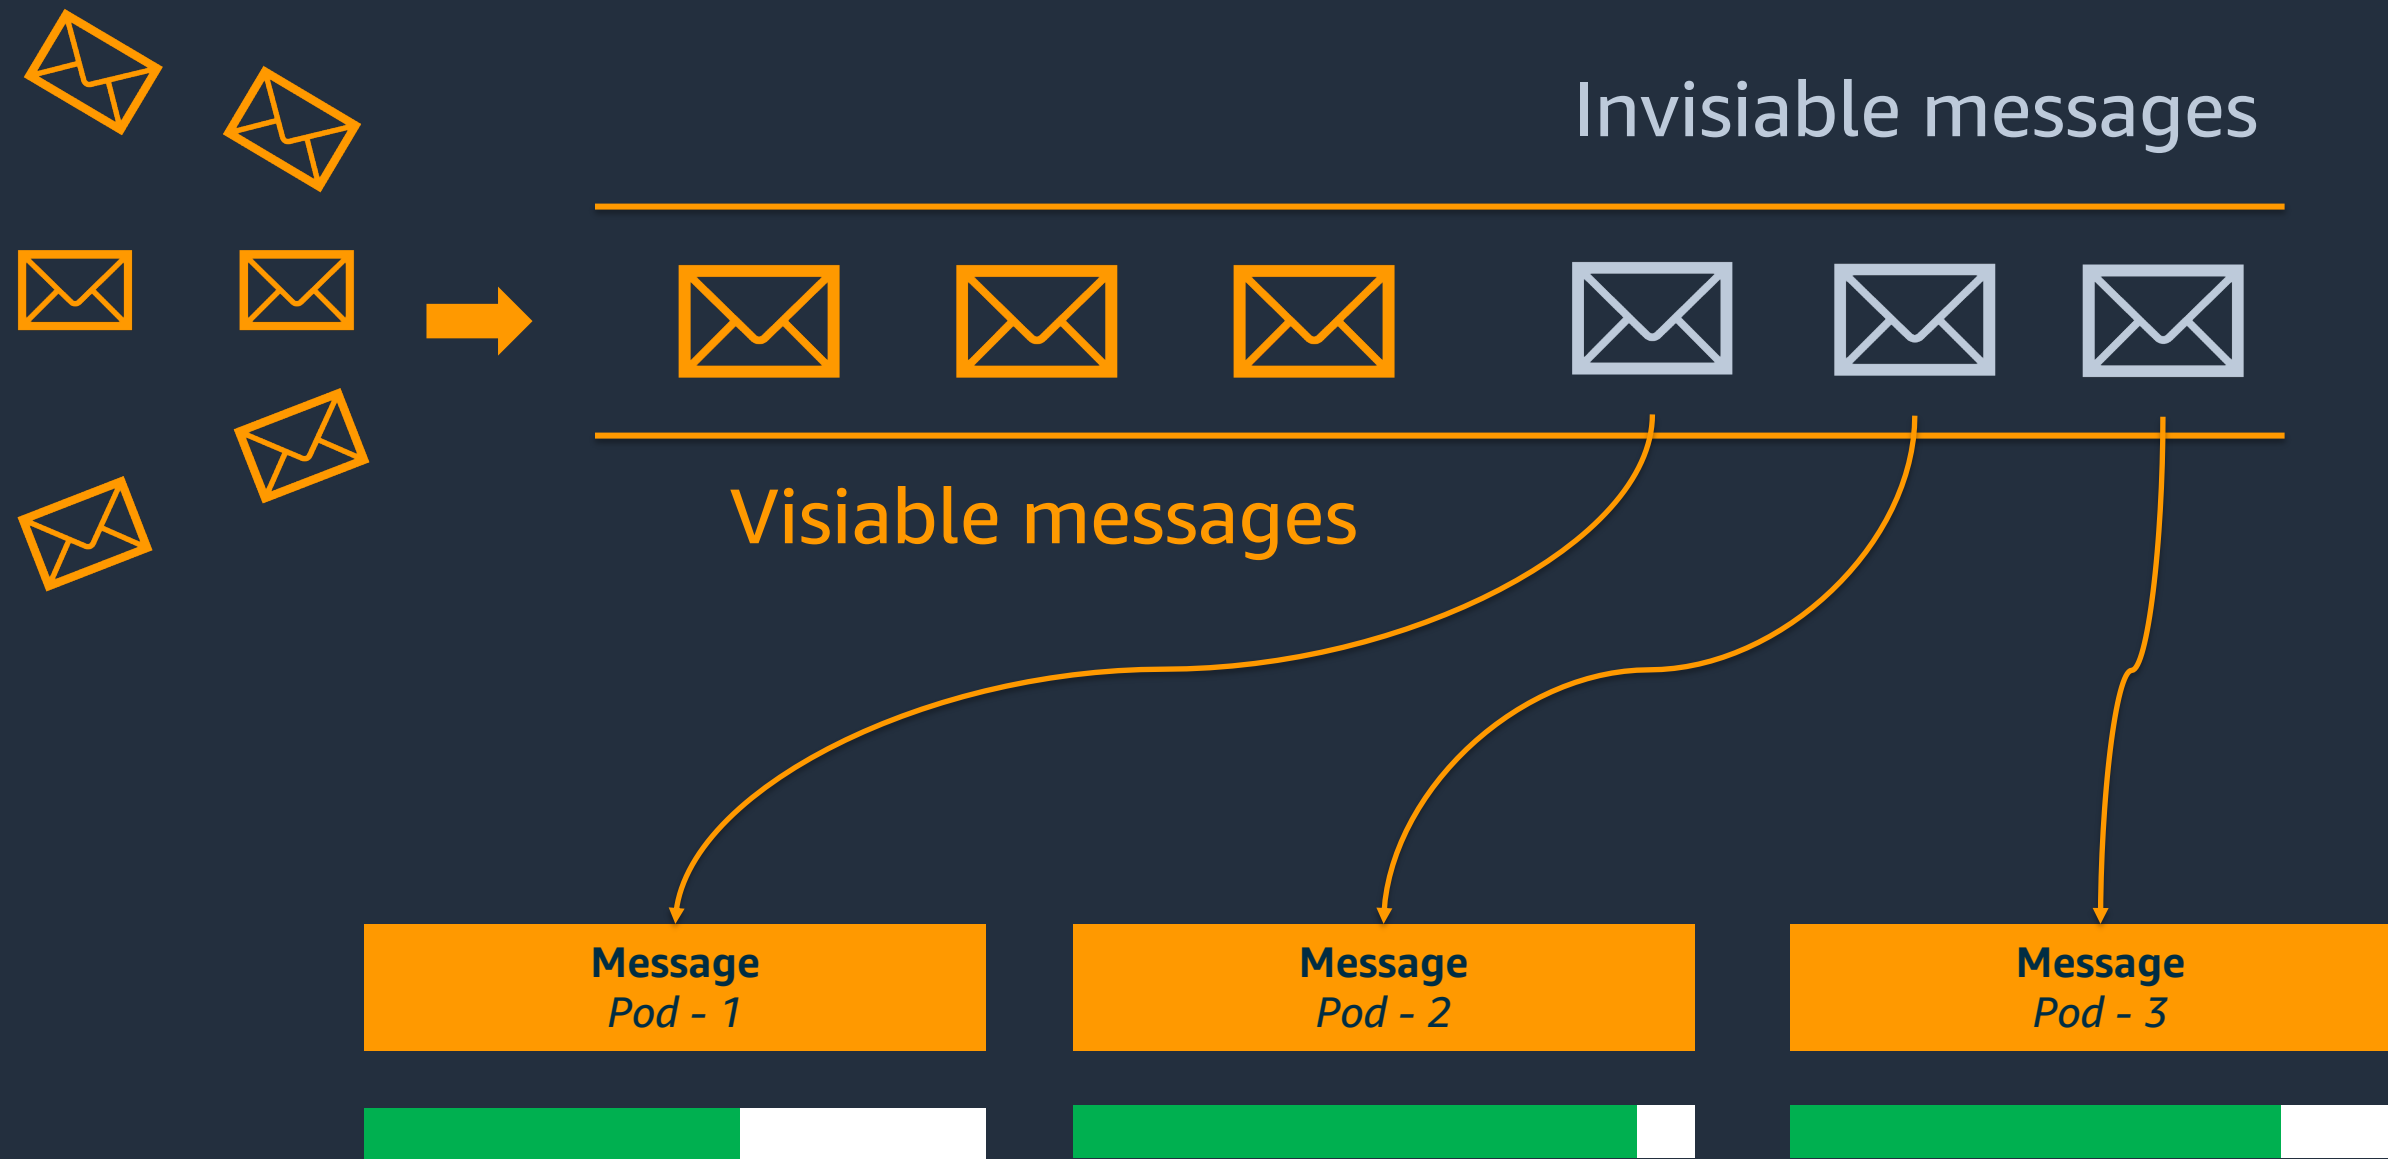 Invisiable messages
Visiable messages
Message
Pod - 1
Message
Pod - 2
Message
Pod - 3